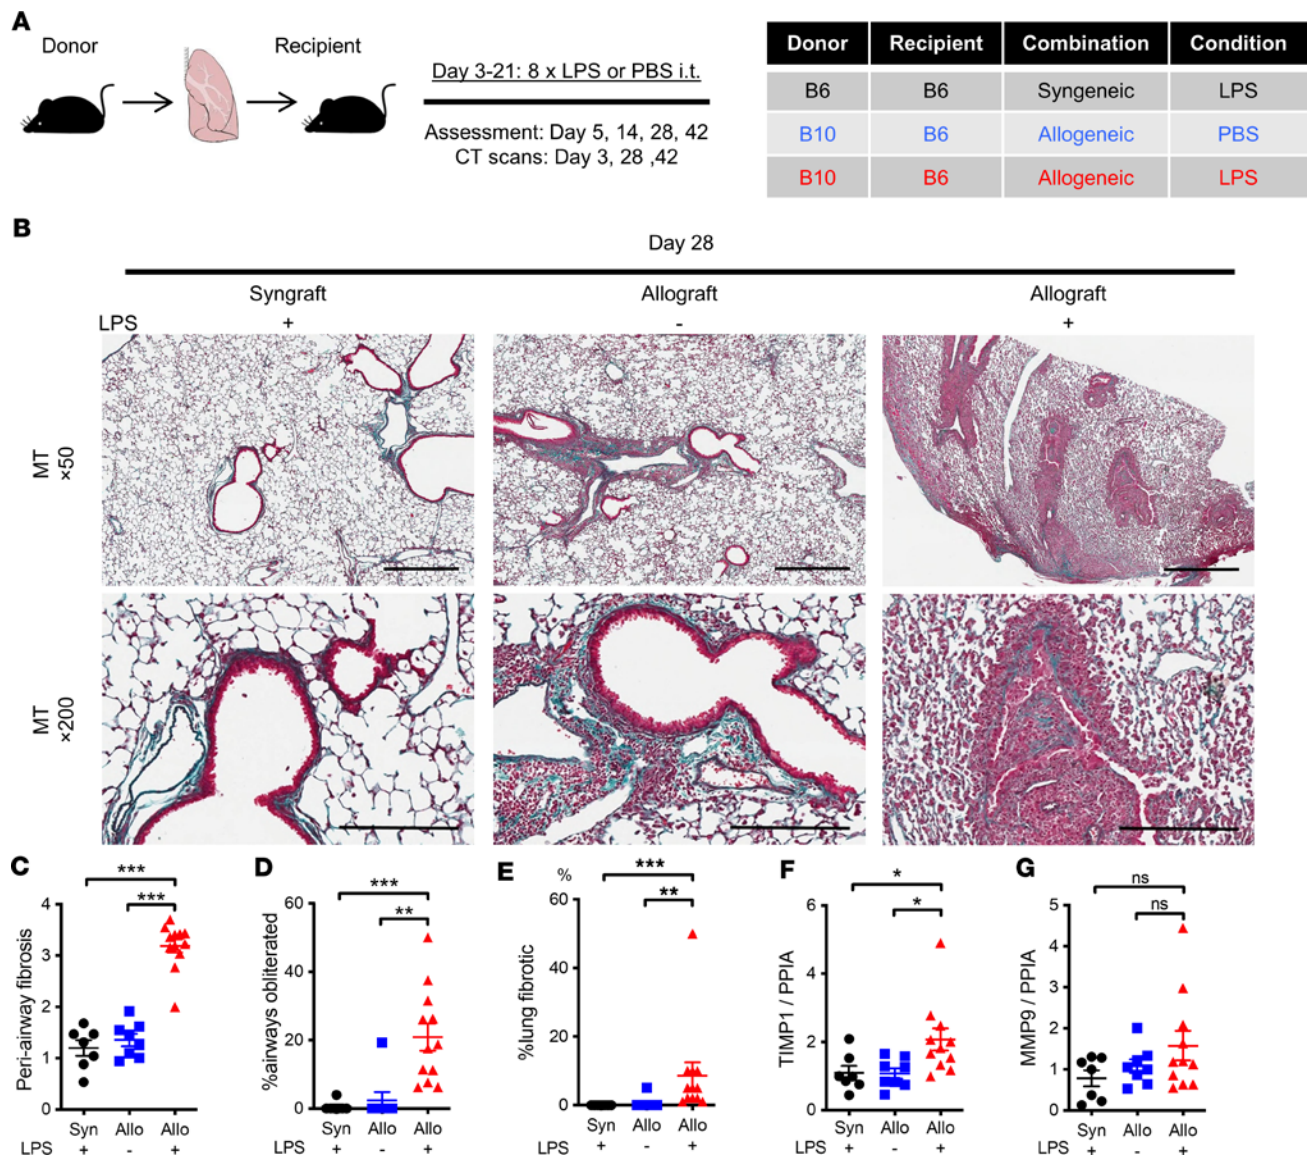 A
Donor
Recipient
Day 3-21: 8 x LPS or PBS i.t.
Assessment: Day 5, 14, 28, 42
CT scans: Day 3, 28 ,42
Donor Recipient Combination Condition
B6 B6 Syngeneic LPS
B10 B6 Allogeneic PBS
B10 B6 Allogeneic LPS
B
Day 28
Syngraft Allograft Allograft
LPS + - +
MT
×50
MT
×200
C
Peri-airway fibrosis
4
3
2
1
0
*** ***
Syn Allo Allo
LPS + - +
D
%airways obliterated
60
40
20
0
*** **
Syn Allo Allo
+ - +
E
%
%lung fibrotic
60
40
20
0
*** **
Syn Allo Allo
LPS + - +
F
TIMP1 / PPIA
6
4
2
0
* *
Syn Allo Allo
LPS + - +
G
MMP9 / PPIA
5
4
3
2
1
0
ns ns
Syn Allo Allo
LPS + - +